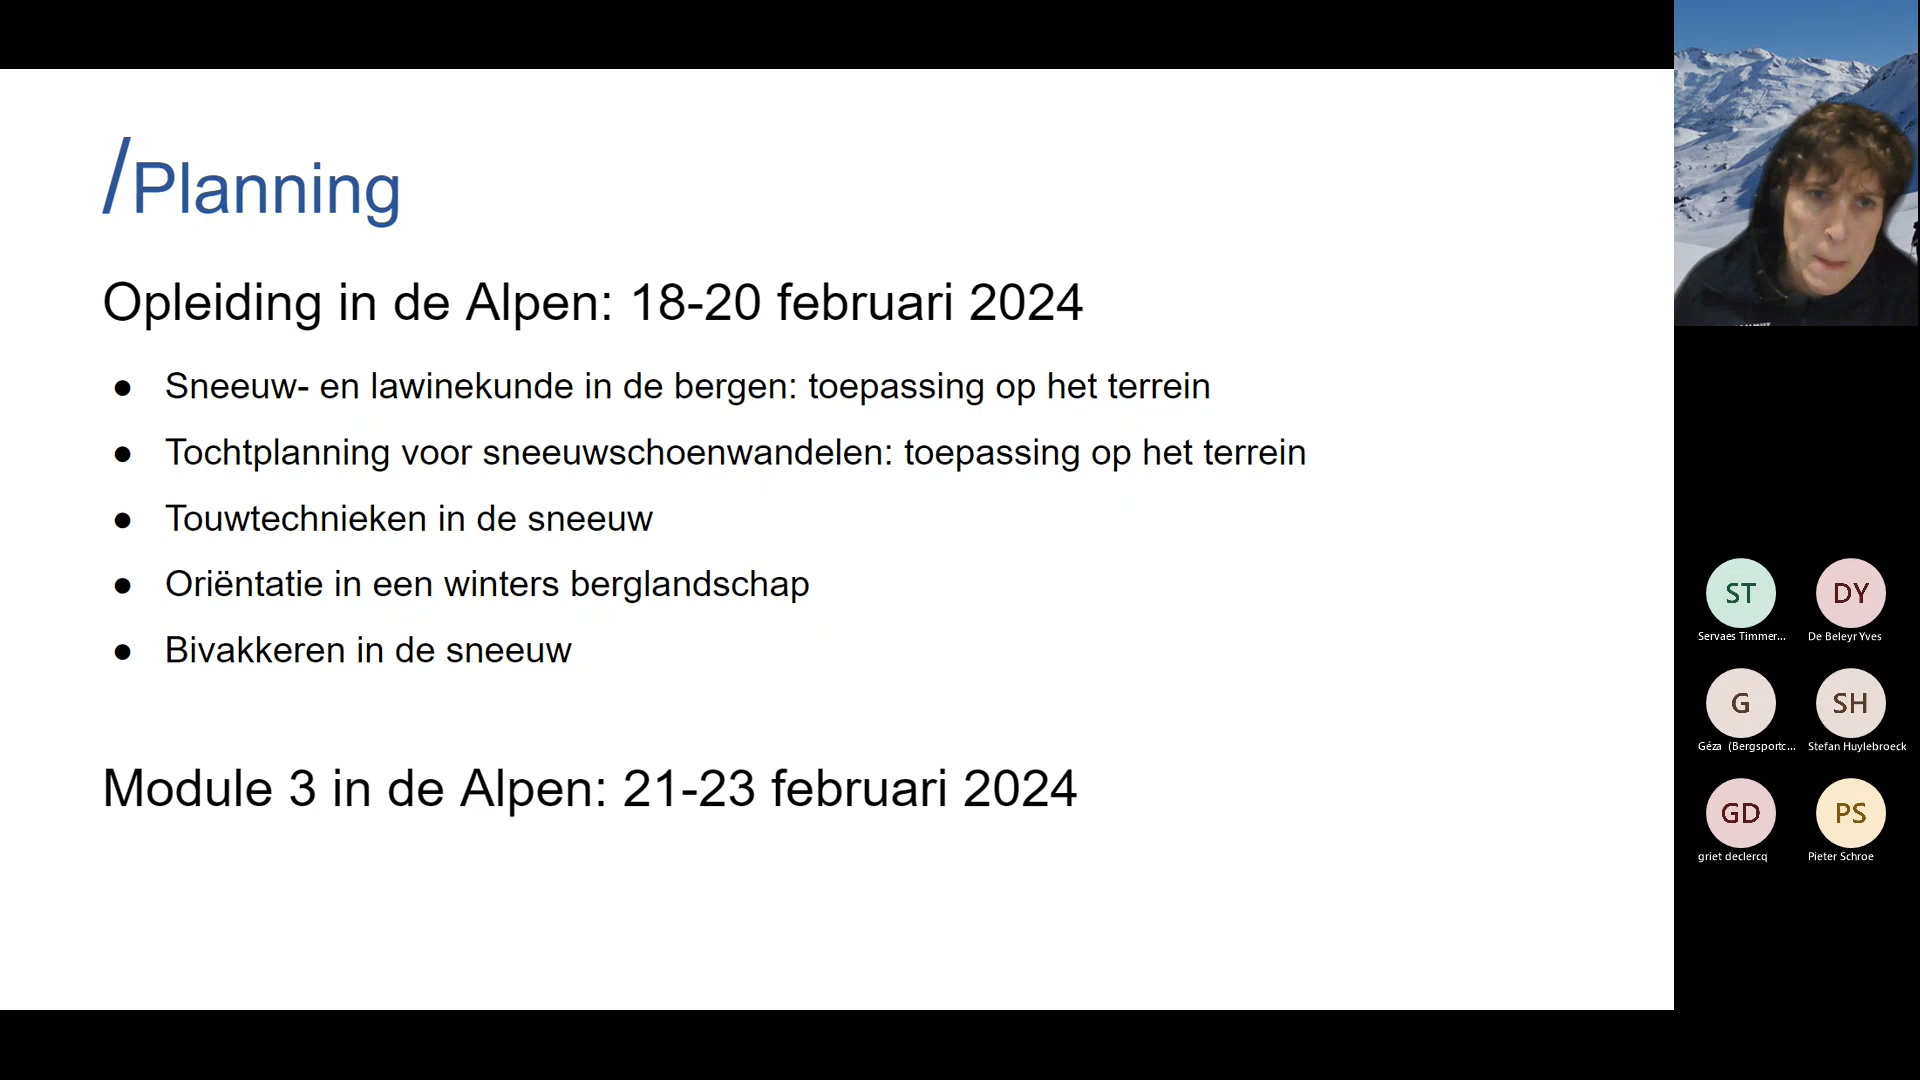 /Planning
Opleiding in de Alpen: 18-20 februari 2024
● Sneeuw- en lawinekunde in de bergen: toepassing op het terrein
● Tochtplanning voor sneeuwschoenwandelen: toepassing op het terrein
● Touwtechnieken in de sneeuw
● Oriëntatie in een winters berglandschap
● Bivakkeren in de sneeuw
Module 3 in de Alpen: 21-23 februari 2024
ST
DY
Servaes Timmer...
De Beleyr Yves
G
SH
Géza (Bergsportc...
Stefan Huylebroeck
GD
PS
griet declercq
Pieter Schroe